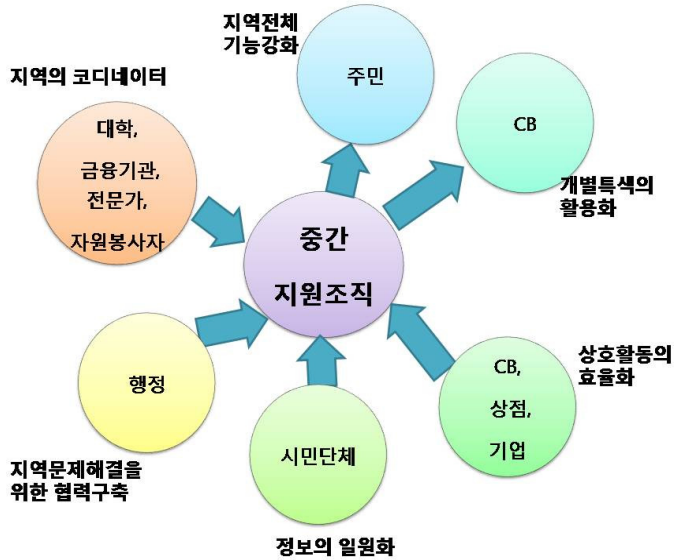 지역전체
기능강화
주민
지역의 코디네이터
대학,
금융기관,
전문가,
자원봉사자
CB
개별특색의
활용화
중간
지원조직
행정
지역문제해결을
위한 협력구축
시민단체
정보의 일원화
CB,
상점,
기업
상호활동의
효율화